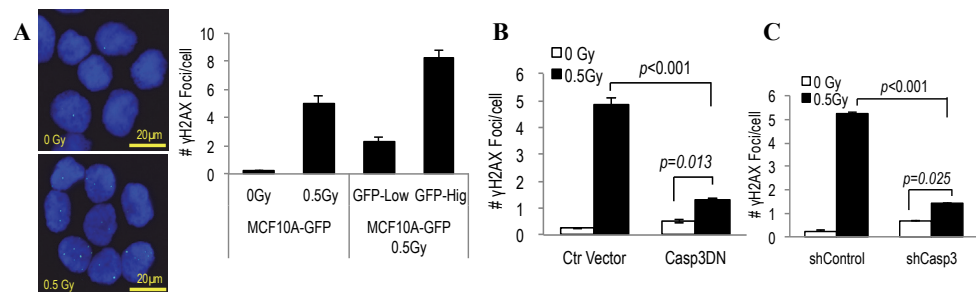 A
0 Gy
20µm
0.5 Gy
20µm
# γH2AX Foci/cell
10
8
6
4
2
0
0Gy
0.5Gy
GFP-Low
GFP-Hig
MCF10A-GFP
MCF10A-GFP
0.5Gy
B
0 Gy
0.5Gy
# γH2AX Foci/cell
6
5
4
3
2
1
0
p<0.001
p=0.013
Ctr Vector
Casp3DN
C
0 Gy
0.5Gy
# γH2AX Foci/cell
6
5
4
3
2
1
0
p<0.001
p=0.025
shControl
shCasp3